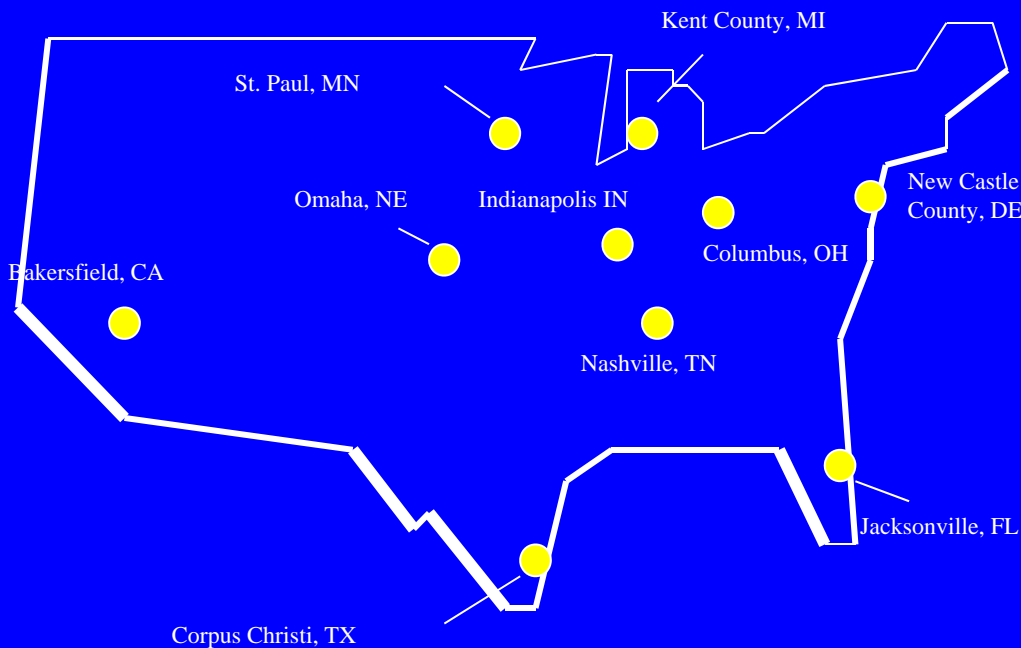 Kent County, MI
St. Paul, MN
Omaha, NE
Indianapolis IN
New Castle
County, DE
Columbus, OH
Bakersfield, CA
Nashville, TN
Jacksonville, FL
Corpus Christi, TX